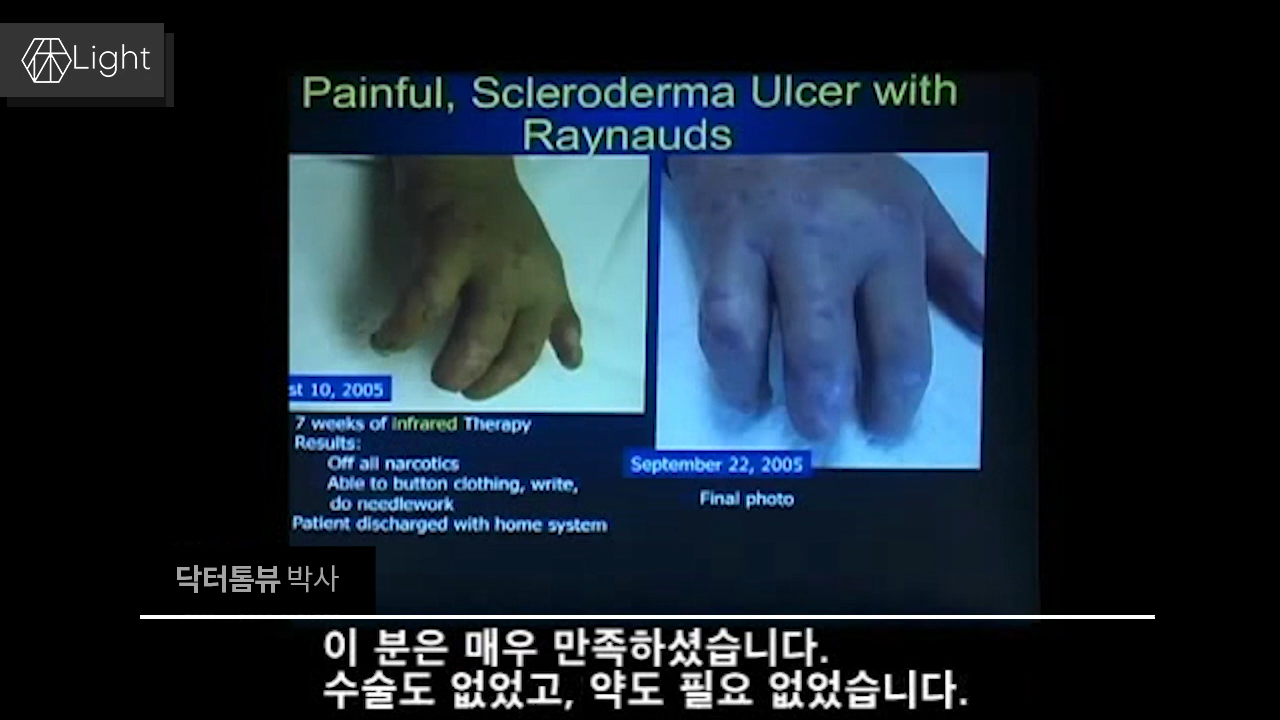 Light
Painful, Scleroderma Ulcer with
Raynauds
st 10, 2005
7 weeks of Infrared Therapy
Results:
Off all narcotics
Able to button clothing, write,
do needlework
Patient discharged with home system
September 22, 2005
Final photo
닥터톰뷰 박사
이 분은 매우 만족하셨습니다.
수술도 없었고, 약도 필요 없었습니다.